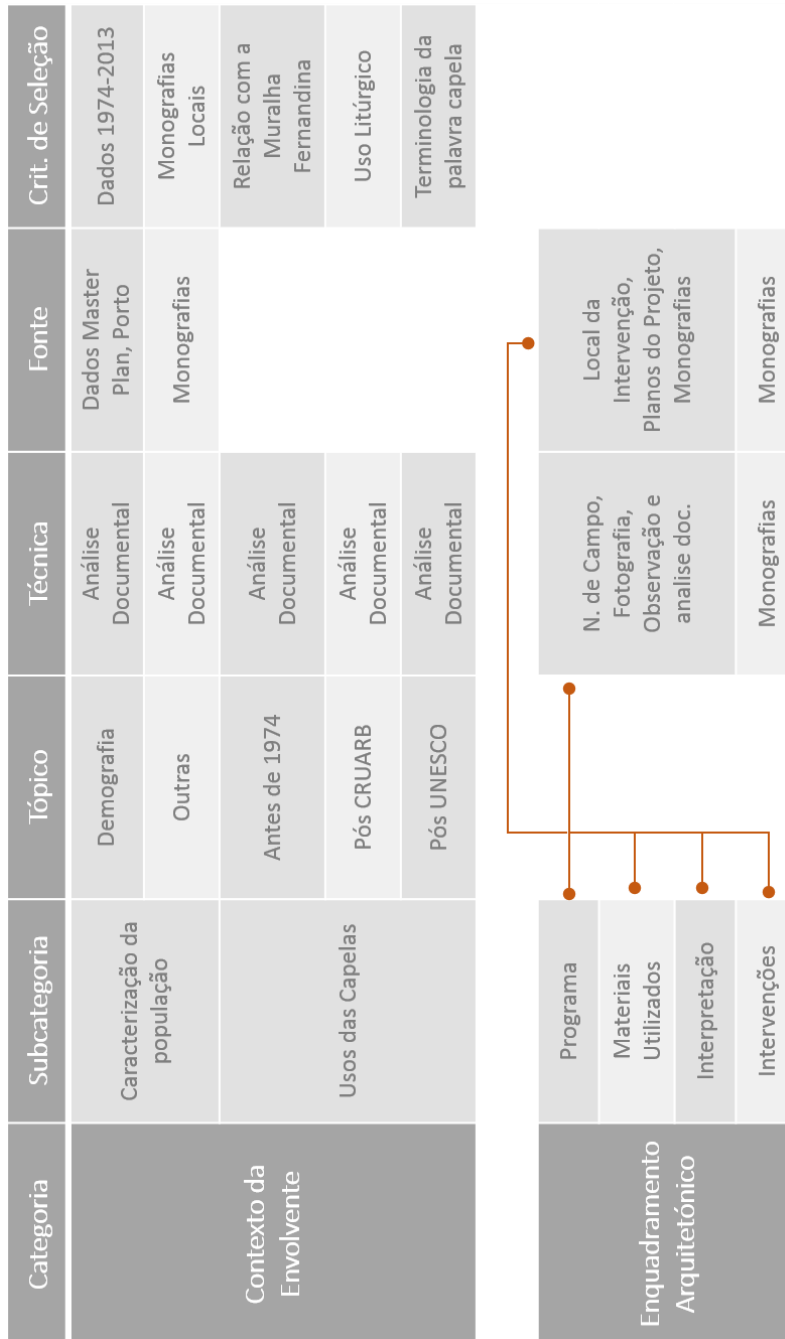 Categoria
Subcategoria
Tópico
Técnica
Fonte
Crit. de Seleção
Contexto da
Envolvente
Caracterização da
população
Demografia
Análise
Documental
Dados Master
Plan, Porto
Dados 1974-2013
Outras
Análise
Documental
Monografias
Monografias
Locais
Usos das Capelas
Antes de 1974
Análise
Documental
Relação com a
Muralha
Fernandina
Pós CRUARB
Análise
Documental
Uso Litúrgico
Pós UNESCO
Análise
Documental
Terminologia da
palavra capela
Enquadramento
Arquitetónico
Programa
Materiais
Utilizados
Interpretação
Intervenções
N. de Campo,
Fotografia,
Observação e
analise doc.
Local da
Intervenção,
Planos do Projeto,
Monografias
Monografias
Monografias